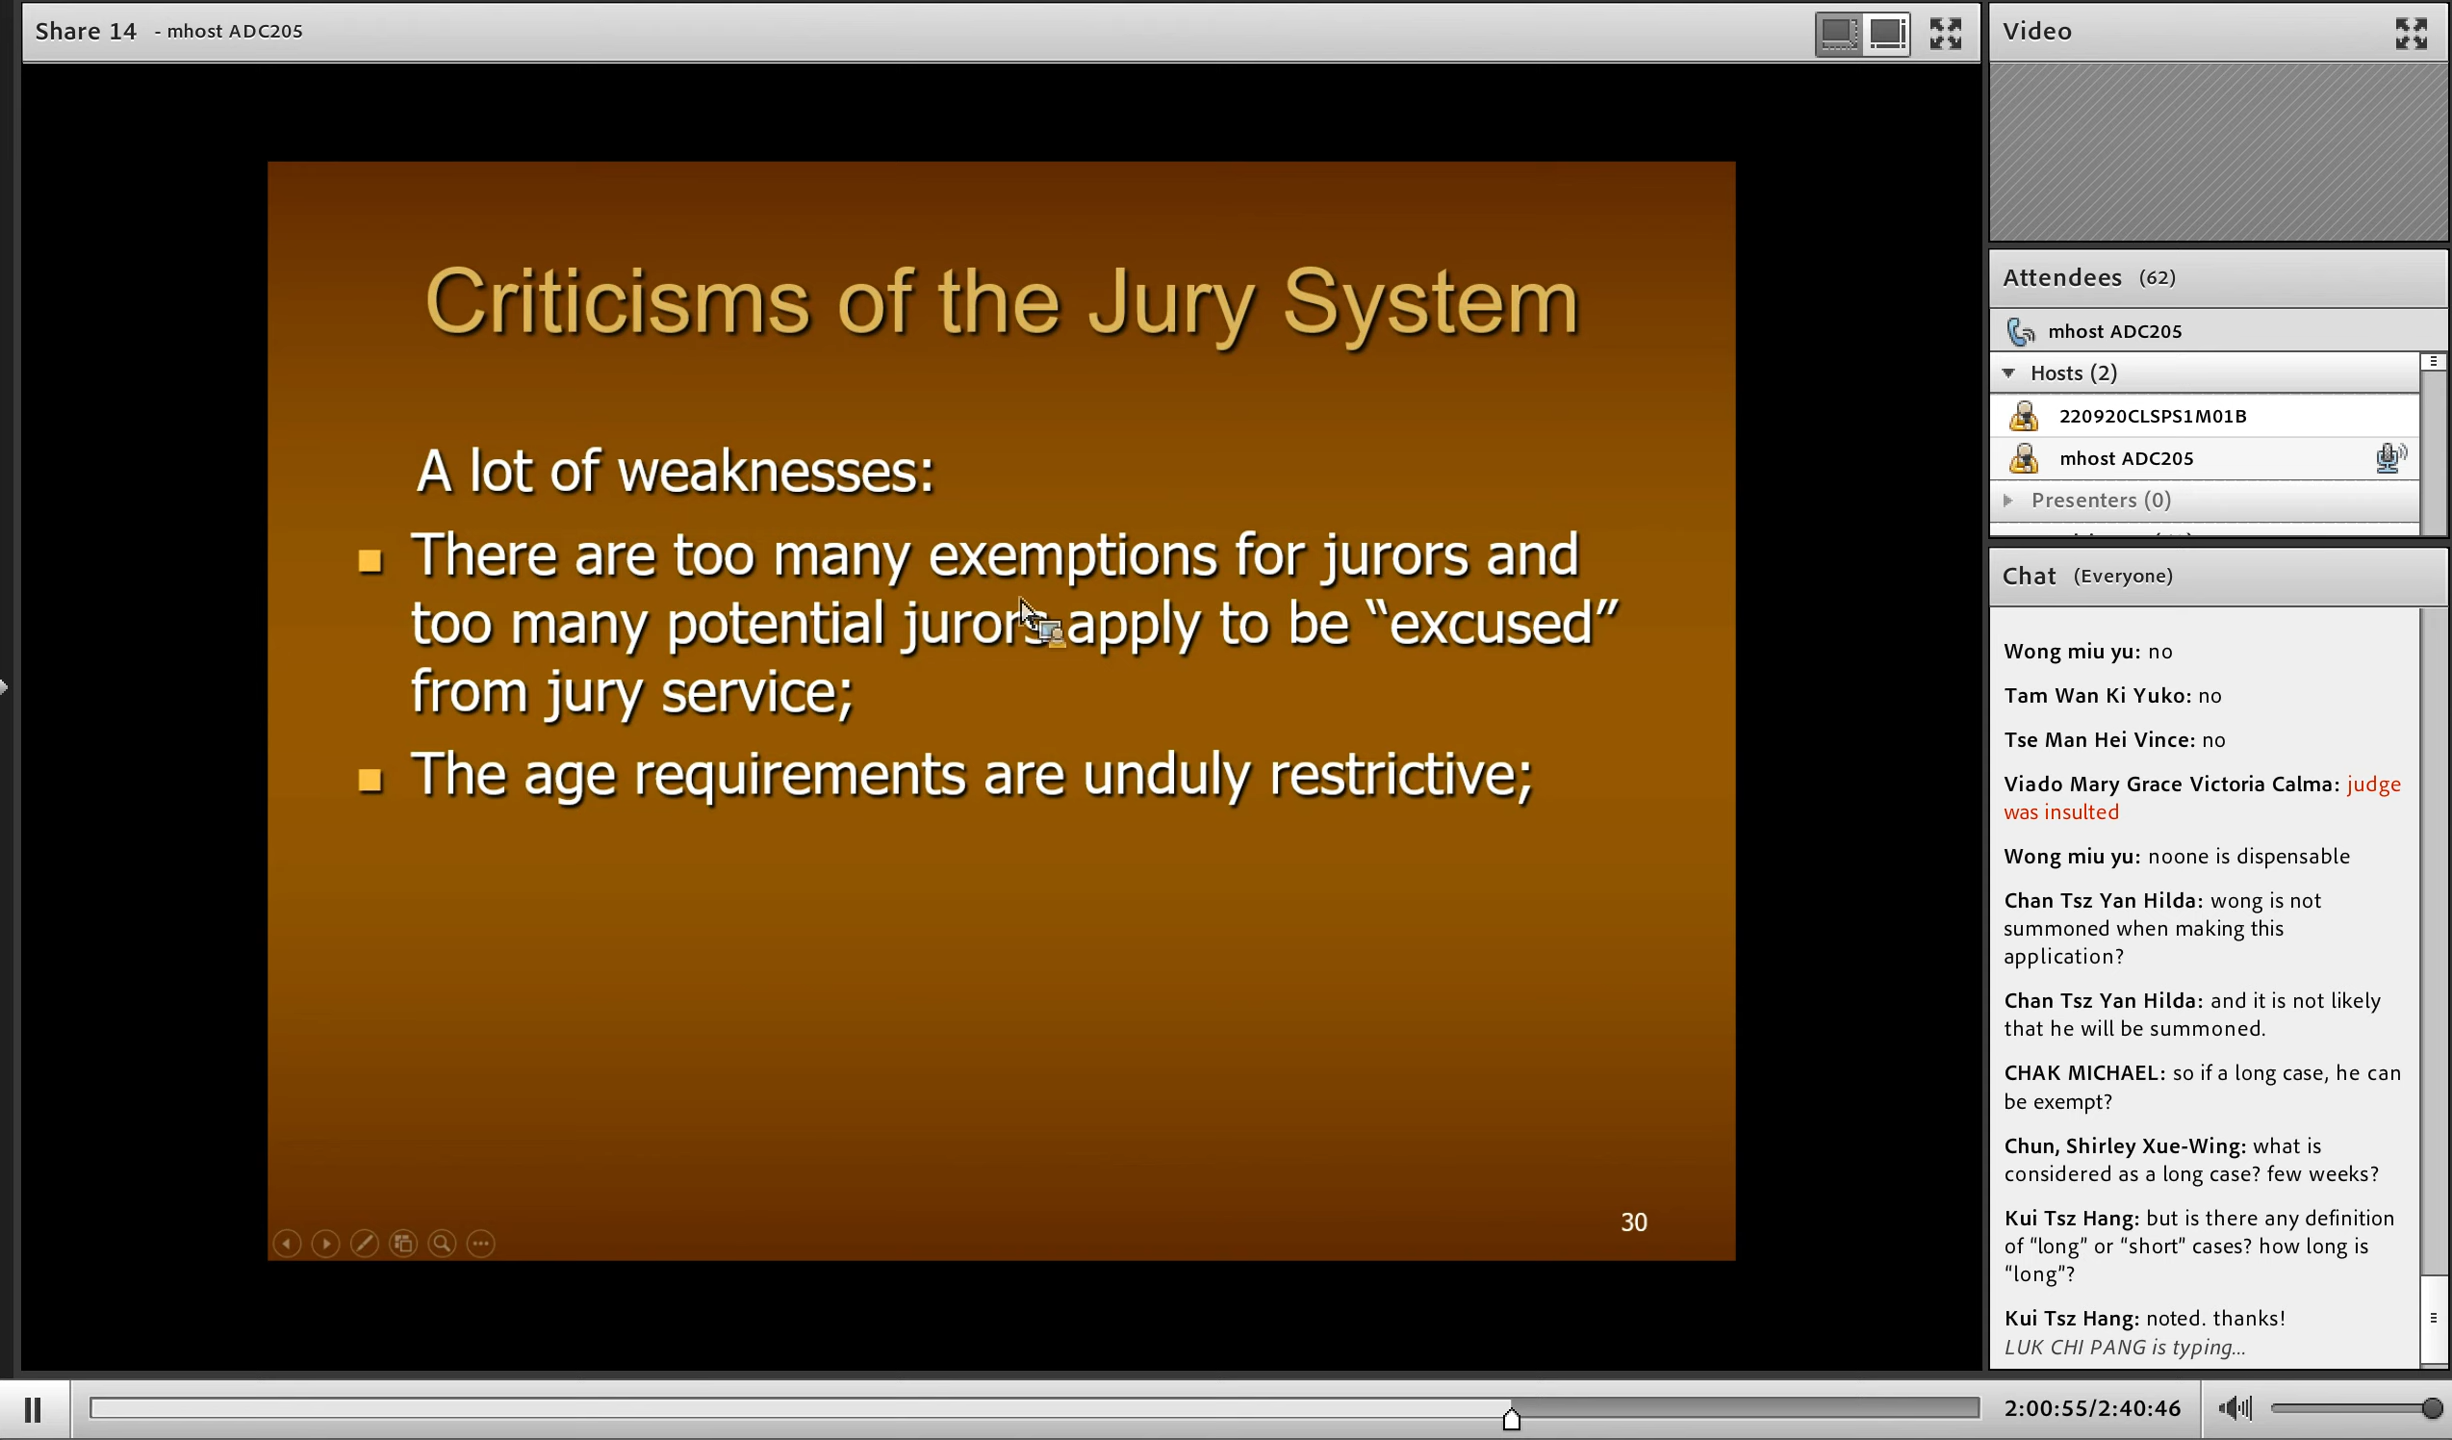 Share 14 - mhost ADC205
Criticisms of the Jury System
A lot of weaknesses:
There are too many exemptions for jurors and
too many potential jurors apply to be “excused”
from jury service;
The age requirements are unduly restrictive;
30
Video
Attendees (62)
mhost ADC205
Hosts (2)
220920CLSPS1M01B
mhost ADC205
Presenters (0)
Chat (Everyone)
Wong miu yu: no
Tam Wan Ki Yuko: no
Tse Man Hei Vince: no
Viado Mary Grace Victoria Calma: judge
was insulted
Wong miu yu: noone is dispensable
Chan Tsz Yan Hilda: wong is not
summoned when making this
application?
Chan Tsz Yan Hilda: and it is not likely
that he will be summoned.
CHAK MICHAEL: so if a long case, he can
be exempt?
Chun, Shirley Xue-Wing: what is
considered as a long case? few weeks?
Kui Tsz Hang: but is there any definition
of “long” or “short” cases? how long is
“long”?
Kui Tsz Hang: noted. thanks!
LUK CHI PANG is typing...
2:00:55/2:40:46